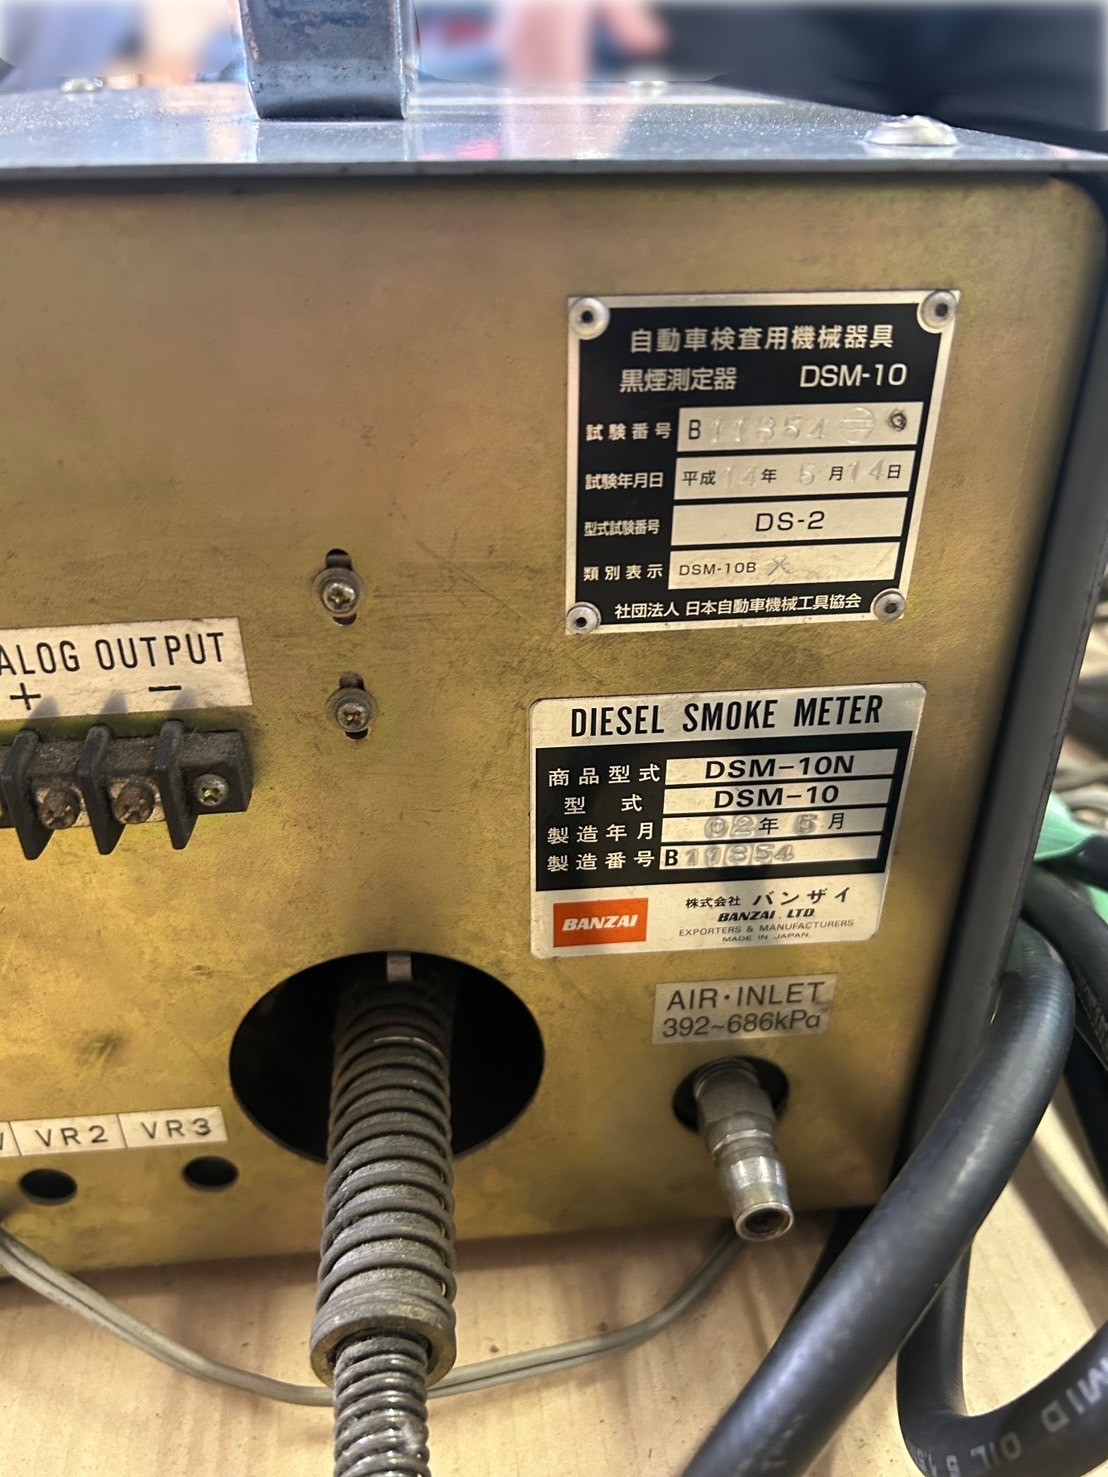 自動車検査用機械器具
黒煙測定器 DSM-10
試験番号 B 11854
試験年月日 平成 14年 5月14日
型式試験番号 DS-2
類別表示 DSM-10B X
社団法人 日本自動車機械工具協会
ALOG OUTPUT
+ −
DIESEL SMOKE METER
商品型式 DSM-10N
型式 DSM-10
製造年月 02年 5月
製造番号 B 11854
BANZAI
株式会社 バンザイ
BANZAI, LTD.
EXPORTERS & MANUFACTURERS
MADE IN JAPAN
AIR・INLET
392~686kPa
VR2 VR3
OIL